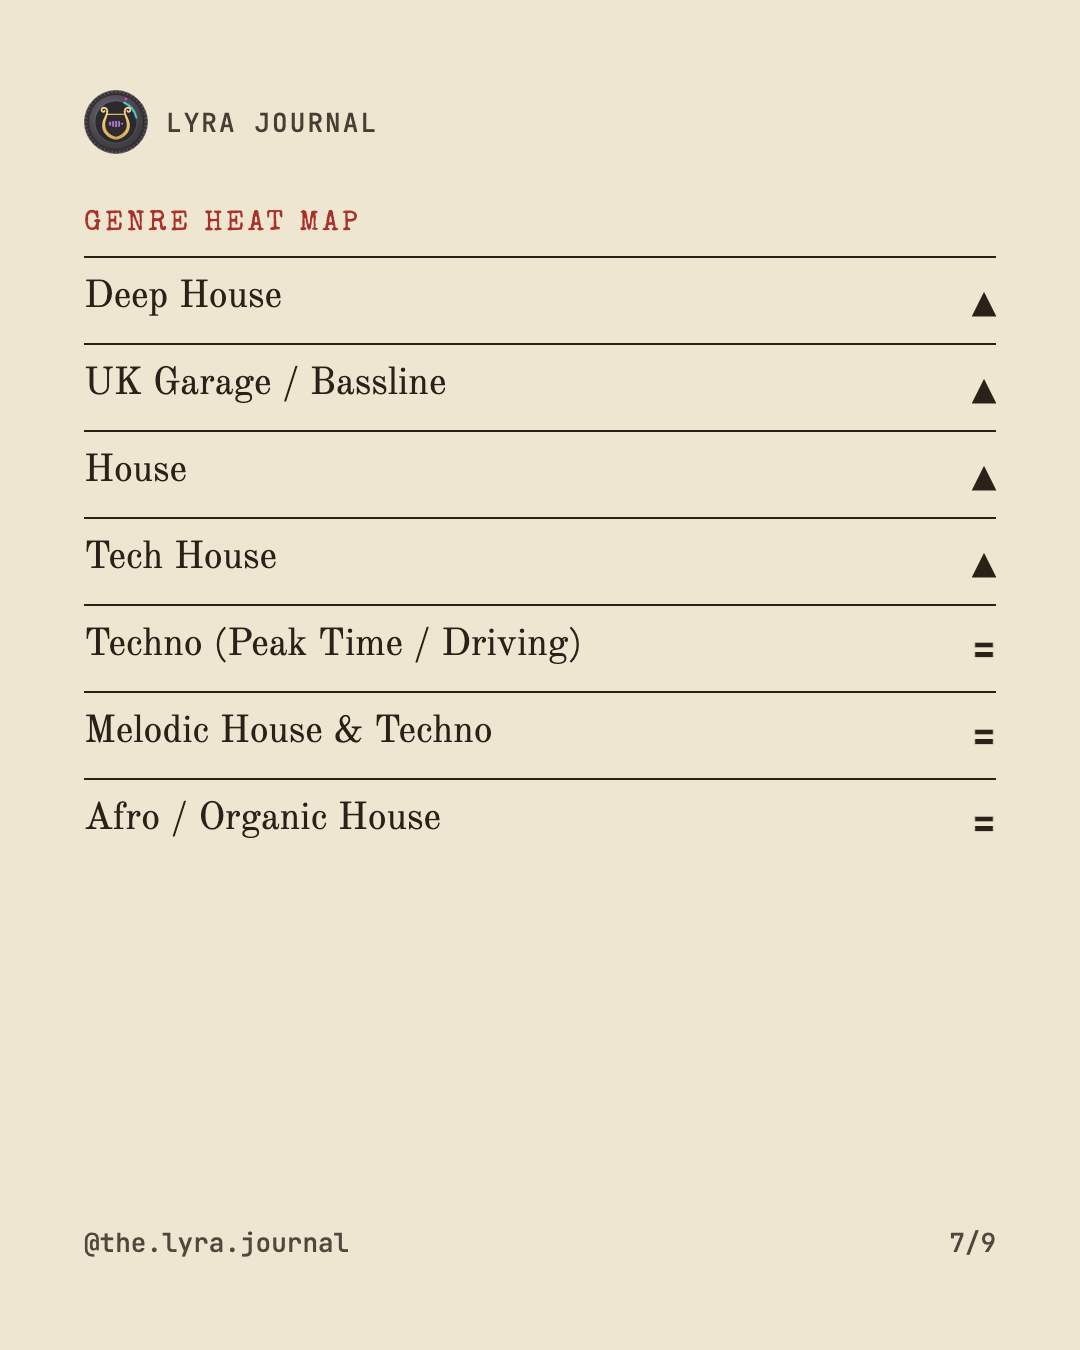 LYRA JOURNAL
GENRE HEAT MAP
Deep House ▲
UK Garage / Bassline ▲
House ▲
Tech House ▲
Techno (Peak Time / Driving) =
Melodic House & Techno =
Afro / Organic House =
@the.lyra.journal 7/9